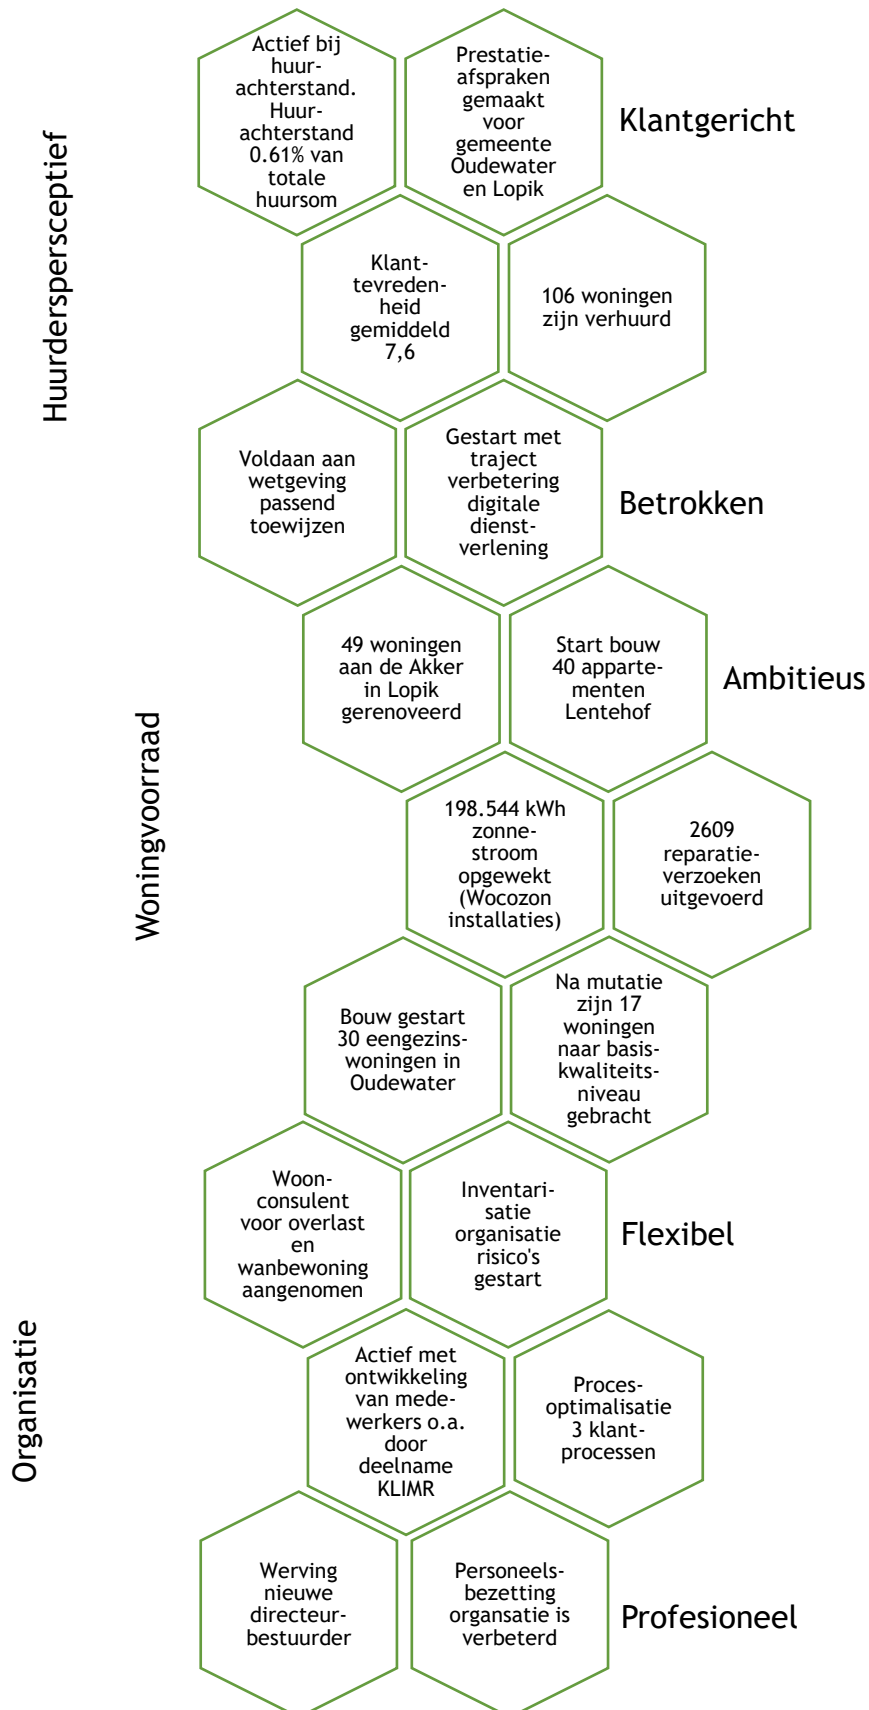 Huurderspersceptief
Actief bij
huur-
achterstand.
Huur-
achterstand
0.61% van
totale
huursom
Prestatie-
afspraken
gemaakt
voor
gemeente
Oudewater
en Lopik
Klantgericht
Klant-
tevreden-
heid
gemiddeld
7,6
106 woningen
zijn verhuurd
Voldaan aan
wetgeving
passend
toewijzen
Gestart met
traject
verbetering
digitale
dienst-
verlening
Betrokken
Woningvoorraad
49 woningen
aan de Akker
in Lopik
gerenoveerd
Start bouw
40 apparte-
menten
Lentehof
Ambitieus
198.544 kWh
zonne-
stroom
opgewekt
(Wocozon
installaties)
2609
reparatie-
verzoeken
uitgevoerd
Bouw gestart
30 eengezins-
woningen in
Oudewater
Na mutatie
zijn 17
woningen
naar basis-
kwaliteits-
niveau
gebracht
Organisatie
Woon-
consulent
voor overlast
en
wanbewoning
aangenomen
Inventari-
satie
organisatie
risico's
gestart
Flexibel
Actief met
ontwikkeling
van mede-
werkers o.a.
door
deelname
KLIMR
Proces-
optimalisatie
3 klant-
processen
Werving
nieuwe
directeur-
bestuurder
Personeels-
bezetting
organsatie is
verbeterd
Profesioneel